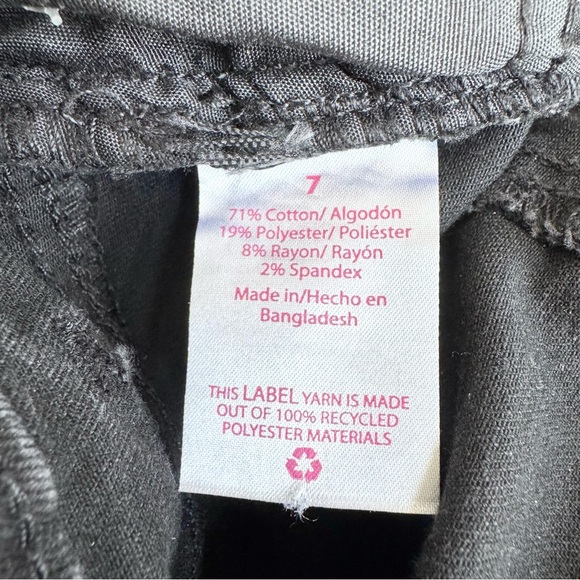 7
71% Cotton/ Algodón
19% Polyester/ Poliéster
8% Rayon/ Rayón
2% Spandex
Made in/Hecho en
Bangladesh
THIS LABEL YARN IS MADE
OUT OF 100% RECYCLED
POLYESTER MATERIALS